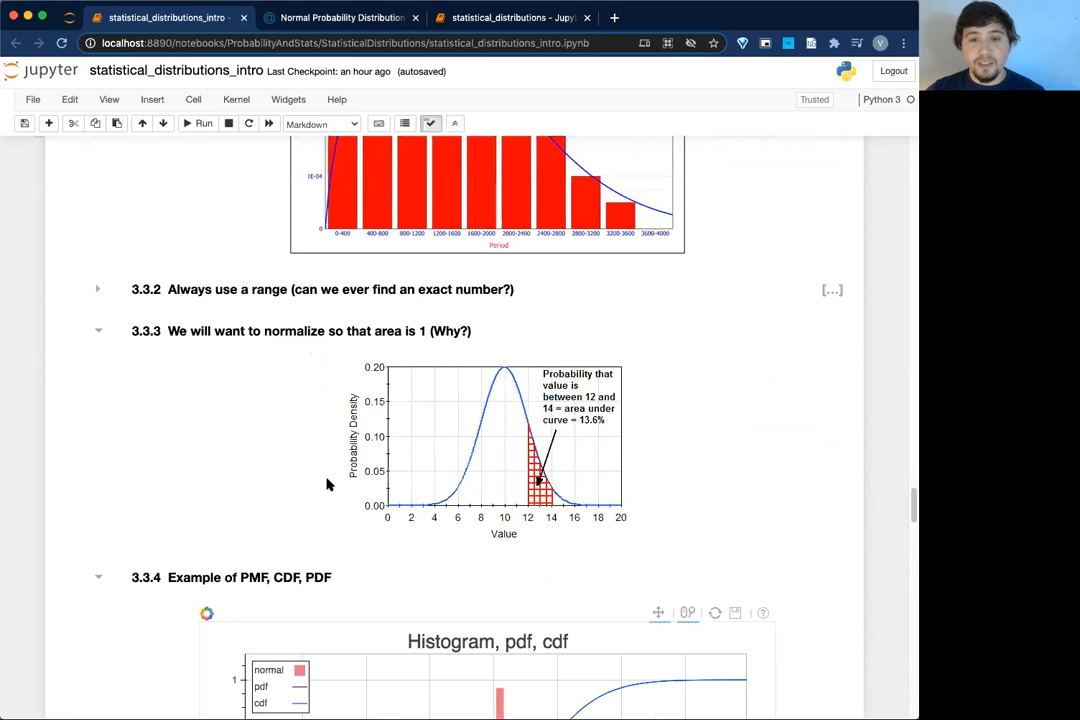 statistical_distributions_intro -
Normal Probability Distribution
statistical_distributions - Jupyt
localhost:8890/notebooks/ProbabilityAndStats/StatisticalDistributions/statistical_distributions_intro.ipynb
V
jupyter statistical_distributions_intro Last Checkpoint: an hour ago (autosaved)
Logout
File Edit View Insert Cell Kernel Widgets Help
Trusted
Python 3
Run
Markdown
1E-04
0
0-400 400-800 800-1200 1200-1600 1600-2000 2000-2400 2400-2800 2800-3200 3200-3600 3600-4000
Period
3.3.2 Always use a range (can we ever find an exact number?)
[...]
3.3.3 We will want to normalize so that area is 1 (Why?)
0.20
0.15
0.10
0.05
0.00
Probability Density
Probability that
value is
between 12 and
14 = area under
curve = 13.6%
0 2 4 6 8 10 12 14 16 18 20
Value
3.3.4 Example of PMF, CDF, PDF
Histogram, pdf, cdf
normal
pdf
cdf
1